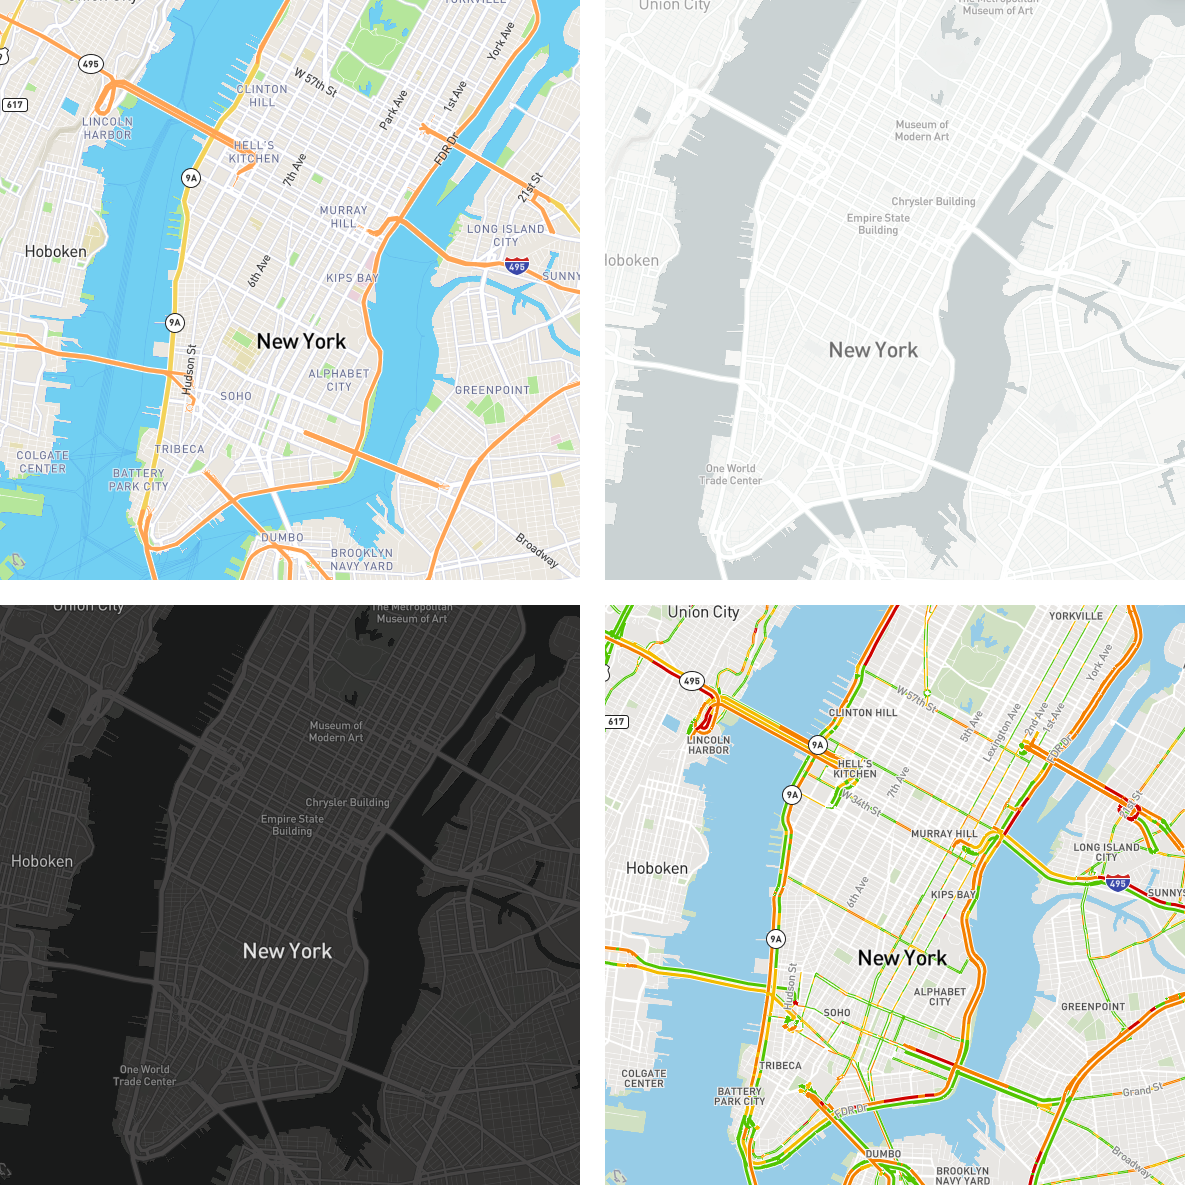 Union City
YORKVILLE
495
9
617
LINCOLN
HARBOR
CLINTON
HILL
W 57th St
Park Ave
1st Ave
York Ave
HELL'S
KITCHEN
FDR Dr
9A
7th Ave
21st St
MURRAY
HILL
LONG ISLAND
CITY
Hoboken
6th Ave
KIPS BAY
495
SUNNY
9A
New York
Hudson St
ALPHABET
CITY
SOHO
GREENPOINT
TRIBECA
COLGATE
CENTER
BATTERY
PARK CITY
DUMBO
BROOKLYN
NAVY YARD
Broadway
Union City
The Metropolitan
Museum of Art
Museum of
Modern Art
Chrysler Building
Empire State
Building
Hoboken
New York
One World
Trade Center
Union City
The Metropolitan
Museum of Art
Museum of
Modern Art
Chrysler Building
Empire State
Building
Hoboken
New York
One World
Trade Center
Union City
YORKVILLE
495
617
LINCOLN
HARBOR
CLINTON HILL
W 57th St
5th Ave
Lexington Ave
2nd Ave
1st Ave
York Ave
FDR Dr
9A
HELL'S
KITCHEN
7th Ave
9A
W 34th St
21st St
MURRAY HILL
LONG ISLAND
CITY
Hoboken
6th Ave
KIPS BAY
495
SUNNYS
9A
New York
Hudson St
ALPHABET
CITY
SOHO
GREENPOINT
TRIBECA
COLGATE
CENTER
BATTERY
PARK CITY
FDR Dr
Grand St
DUMBO
BROOKLYN
NAVY YARD
Broadway